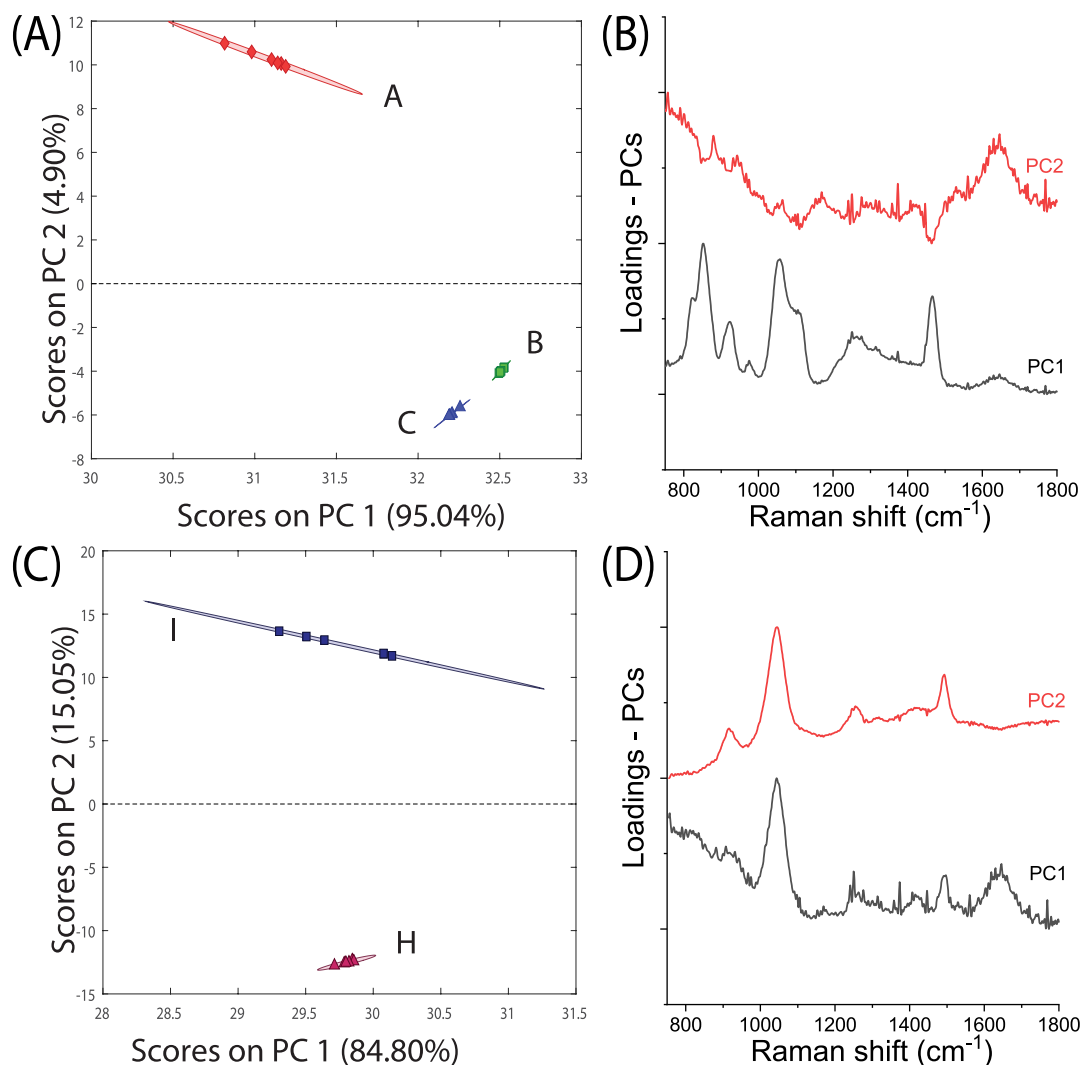 (A)
12
10
8
6
4
2
0
-2
-4
-6
-8
30
30.5
31
31.5
32
32.5
33
A
B
C
Scores on PC 2 (4.90%)
Scores on PC 1 (95.04%)
(B)
Loadings - PCs
PC2
PC1
800
1000
1200
1400
1600
1800
Raman shift (cm⁻¹)
(C)
20
15
10
5
0
-5
-10
-15
28
28.5
29
29.5
30
30.5
31
31.5
I
H
Scores on PC 2 (15.05%)
Scores on PC 1 (84.80%)
(D)
Loadings - PCs
PC2
PC1
800
1000
1200
1400
1600
1800
Raman shift (cm⁻¹)